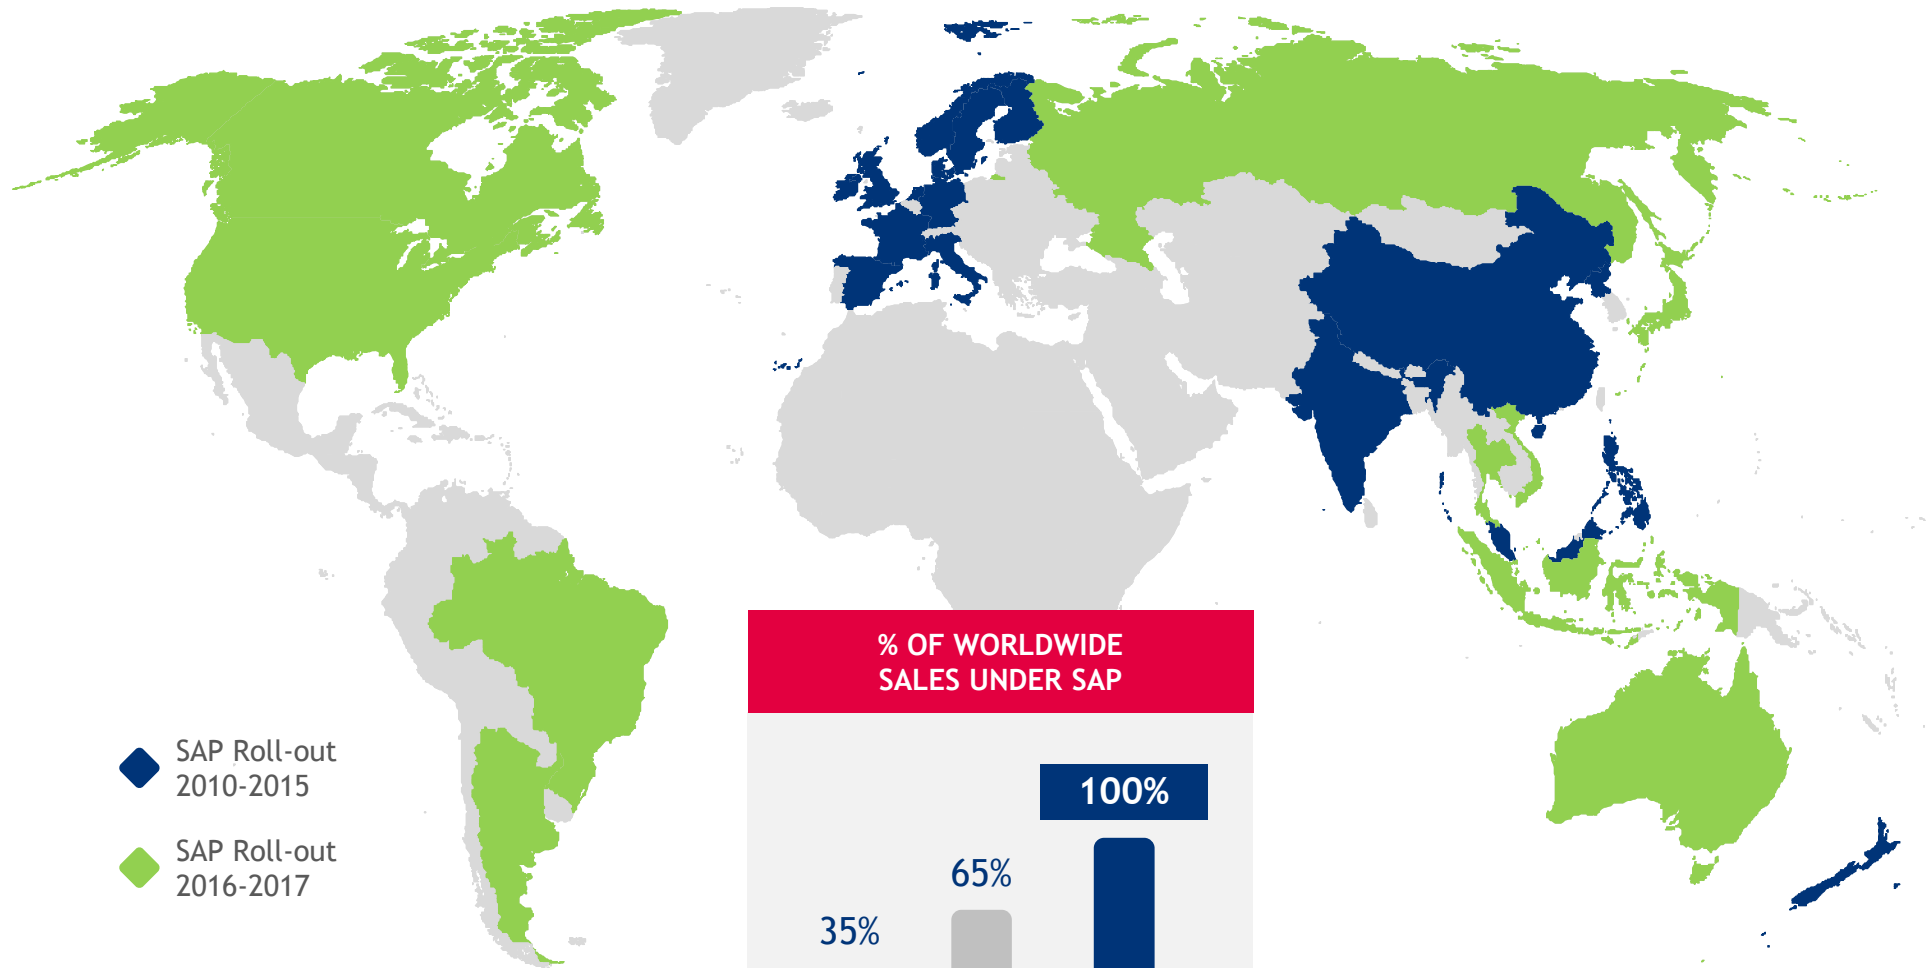 % OF WORLDWIDE
SALES UNDER SAP
SAP Roll-out
2010-2015
SAP Roll-out
2016-2017
100%
65%
35%